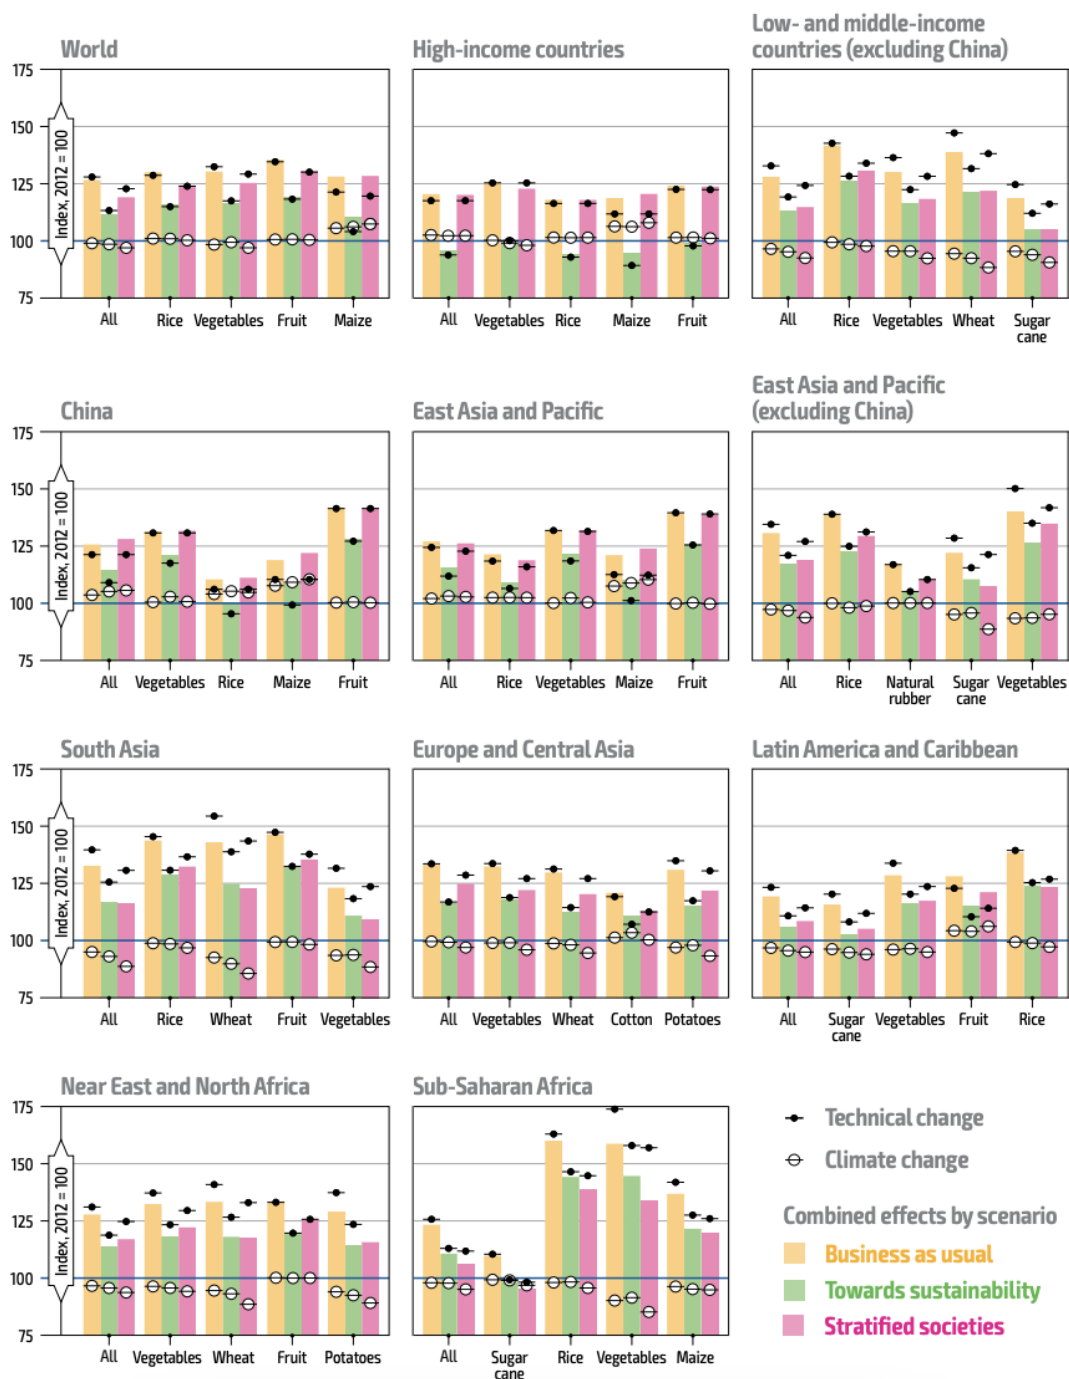 World
High-income countries
Low- and middle-income
countries (excluding China)
175
150
125
100
75
Index, 2012 = 100
All Rice Vegetables Fruit Maize
All Vegetables Rice Maize Fruit
All Rice Vegetables Wheat Sugar
cane
China
East Asia and Pacific
East Asia and Pacific
(excluding China)
175
150
125
100
75
Index, 2012 = 100
All Vegetables Rice Maize Fruit
All Rice Vegetables Maize Fruit
All Rice Natural
rubber Sugar
cane Vegetables
South Asia
Europe and Central Asia
Latin America and Caribbean
175
150
125
100
75
Index, 2012 = 100
All Rice Wheat Fruit Vegetables
All Vegetables Wheat Cotton Potatoes
All Sugar
cane Vegetables Fruit Rice
Near East and North Africa
Sub-Saharan Africa
175
150
125
100
75
Index, 2012 = 100
All Vegetables Wheat Fruit Potatoes
All Sugar
cane Rice Vegetables Maize
Technical change
Climate change
Combined effects by scenario
Business as usual
Towards sustainability
Stratified societies